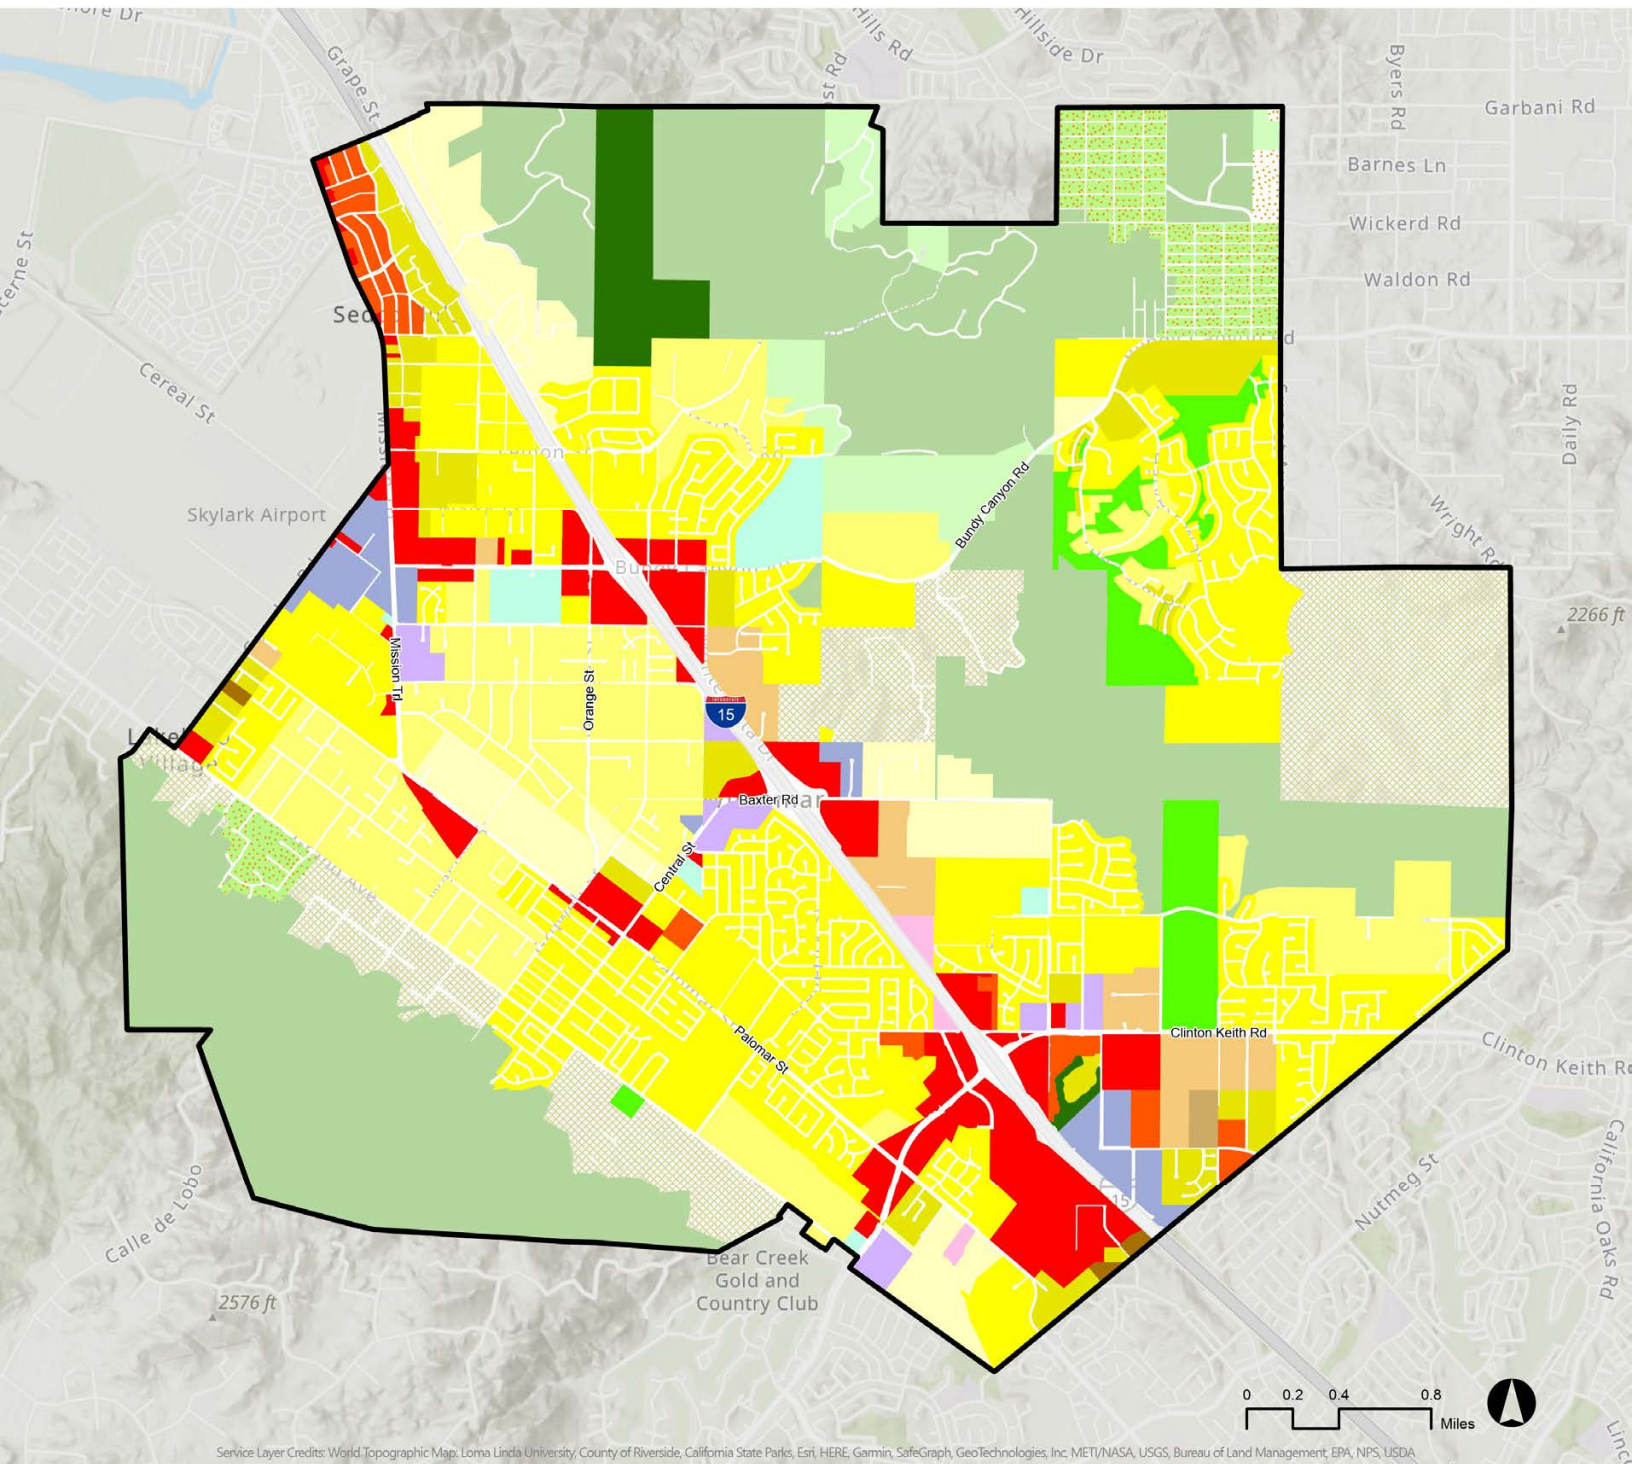 Grape St
Hillside Dr
Hills Rd
Byers Rd
Garbani Rd
Barnes Ln
Wickerd Rd
Waldon Rd
Cereal St
Daily Rd
Skylark Airport
Bundy Canyon Rd
Wright Rd
2266 ft
Mission Trl
Orange St
15
Village
Baxter Rd
Central St
Clinton Keith Rd
Clinton Keith Rd
Palomar St
15
Nutmeg St
California Oaks Rd
Calle de Lobo
2576 ft
Bear Creek
Gold and
Country Club
0 0.2 0.4 0.8
Miles
Service Layer Credits: World Topographic Map: Loma Linda University, County of Riverside, California State Parks, Esri, HERE, Garmin, SafeGraph, GeoTechnologies, Inc, METI/NASA, USGS, Bureau of Land Management, EPA, NPS, USDA